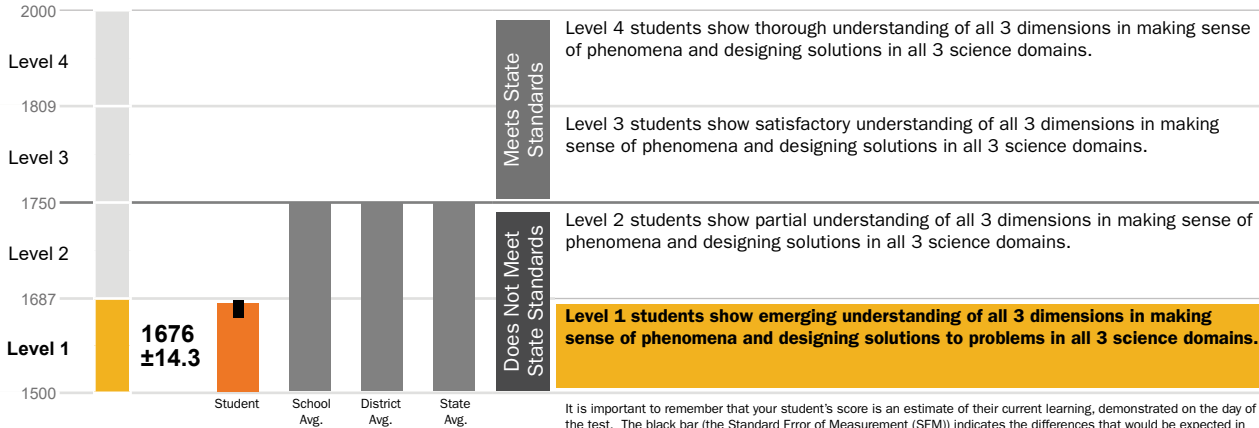 2000
Level 4
1809
Level 3
1750
Level 2
1687
Level 1
1500
1676
±14.3
Student
School
Avg.
District
Avg.
State
Avg.
Meets State
Standards
Does Not Meet
State Standards
Level 4 students show thorough understanding of all 3 dimensions in making sense
of phenomena and designing solutions in all 3 science domains.
Level 3 students show satisfactory understanding of all 3 dimensions in making
sense of phenomena and designing solutions in all 3 science domains.
Level 2 students show partial understanding of all 3 dimensions in making sense of
phenomena and designing solutions in all 3 science domains.
Level 1 students show emerging understanding of all 3 dimensions in making
sense of phenomena and designing solutions to problems in all 3 science domains.
It is important to remember that your student's score is an estimate of their current learning, demonstrated on the day of
the test. The black bar (the Standard Error of Measurement (SEM)) indicates the differences that would be expected in